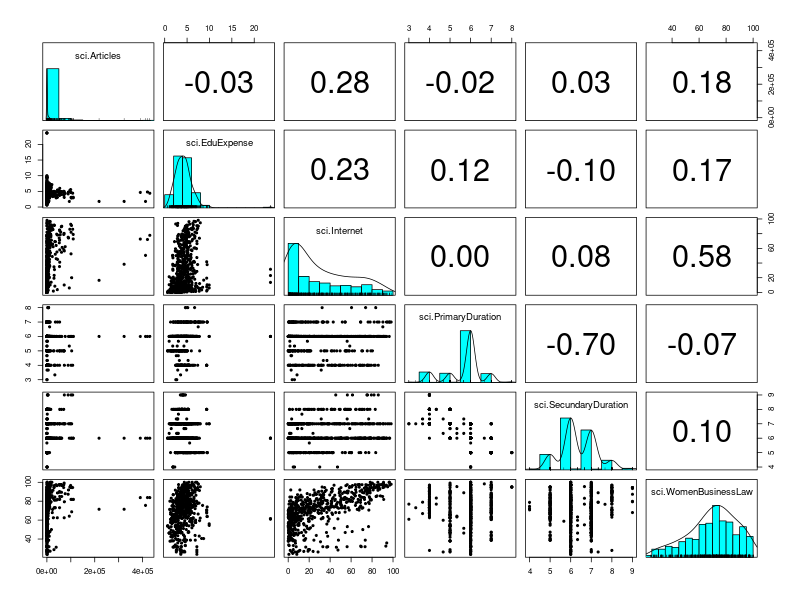 0 5 10 20
3 4 5 6 7 8
40 60 80 100
sci.Articles
-0.03
0.28
-0.02
0.03
0.18
0e+00 2e+05 4e+05
sci.EduExpense
0.23
0.12
-0.10
0.17
0 5 10 20
sci.Internet
0.00
0.08
0.58
0 20 60 100
sci.PrimaryDuration
-0.70
-0.07
3 4 5 6 7 8
sci.SecundaryDuration
0.10
4 5 6 7 8 9
sci.WomenBusinessLaw
40 60 80 100
0e+00 2e+05 4e+05
0 20 40 60 80 100
4 5 6 7 8 9